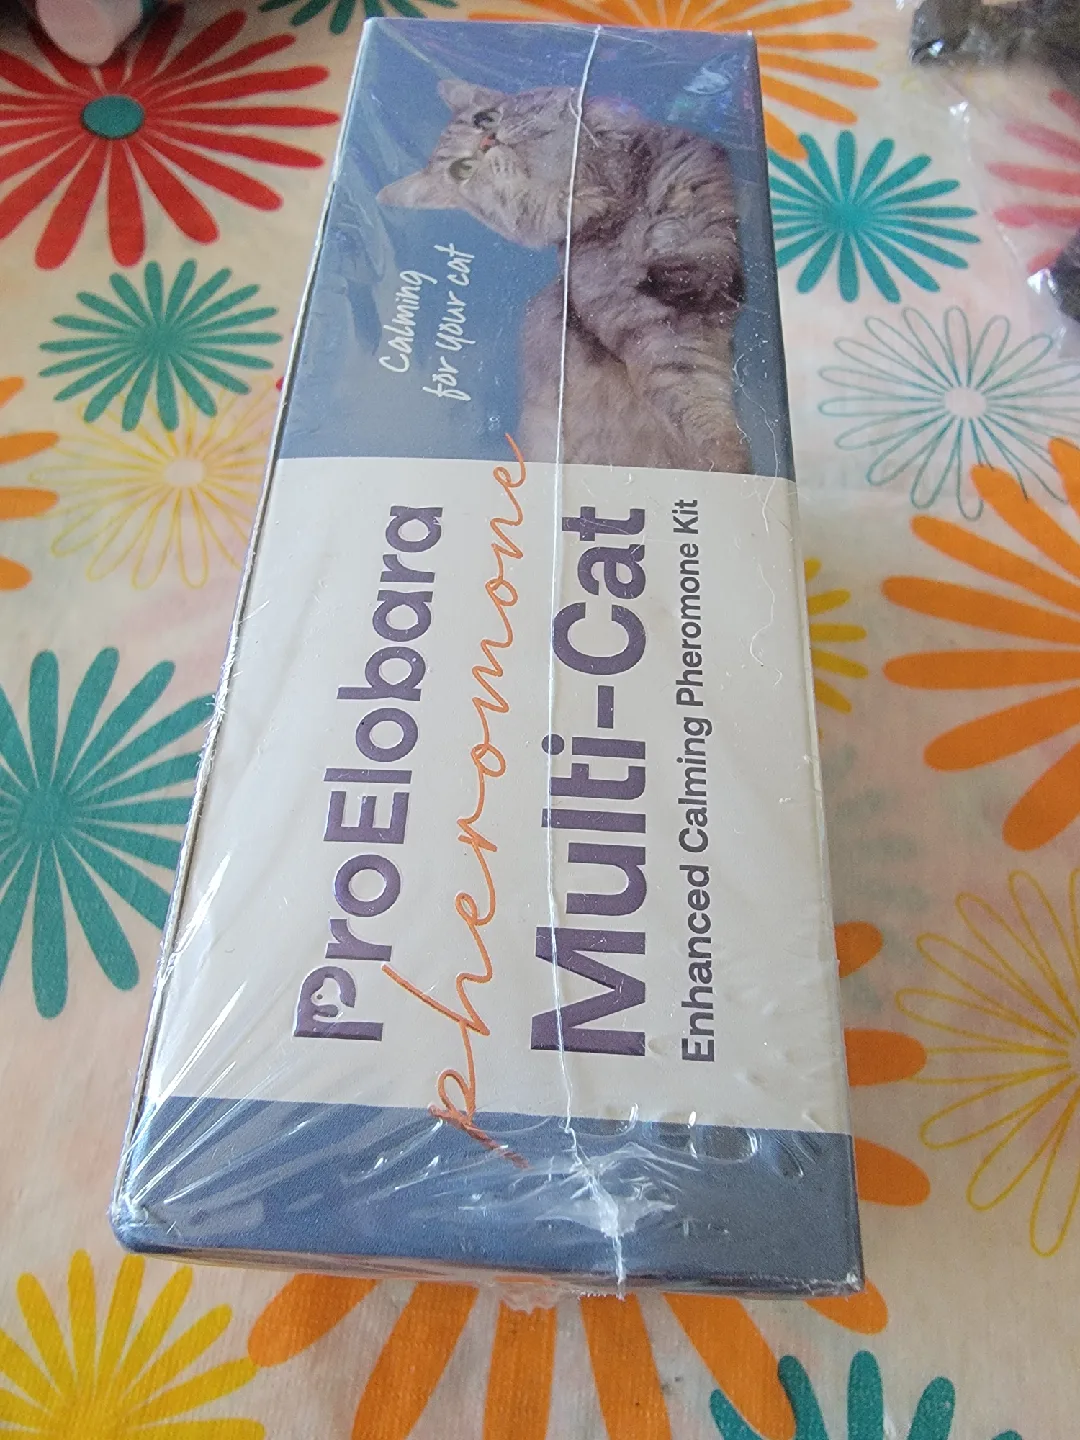 Calming
for your cat
ProElobara
pheromone
Multi-Cat
Enhanced Calming Pheromone Kit